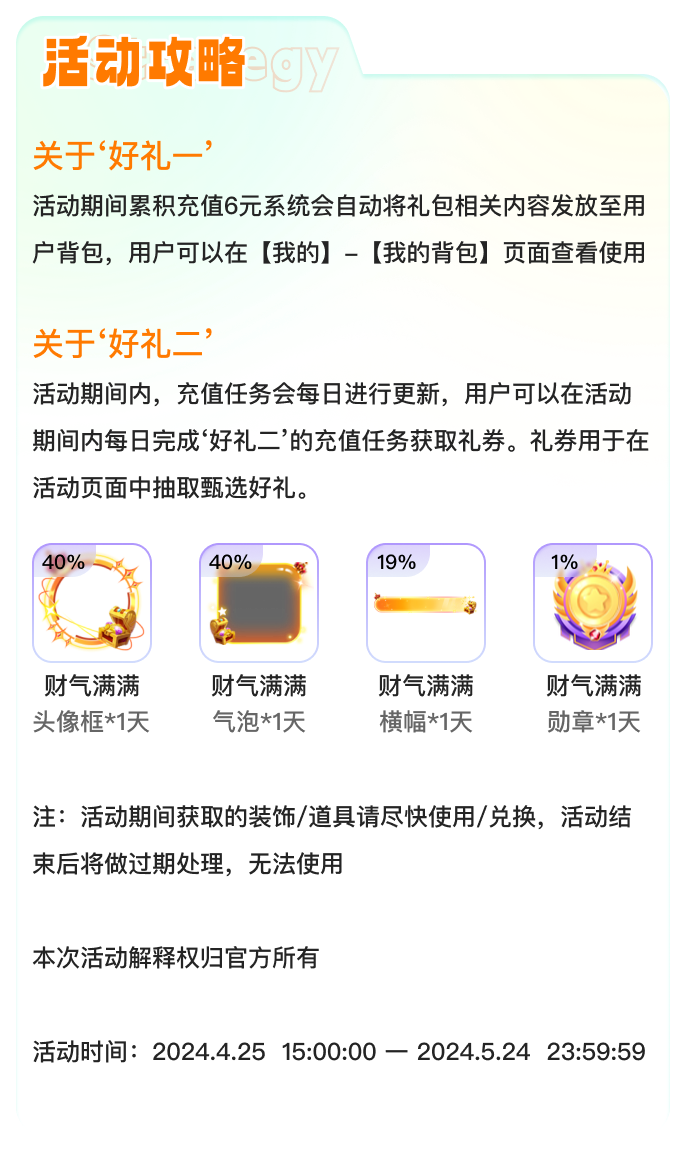 活动攻略
关于‘好礼一’
活动期间累积充值6元系统会自动将礼包相关内容发放至用
户背包，用户可以在【我的】–【我的背包】页面查看使用
关于‘好礼二’
活动期间内，充值任务会每日进行更新，用户可以在活动
期间内每日完成‘好礼二’的充值任务获取礼券。礼券用于在
活动页面中抽取甄选好礼。
40% 40% 19% 1%
财气满满 财气满满 财气满满 财气满满
头像框*1天 气泡*1天 横幅*1天 勋章*1天
注：活动期间获取的装饰/道具请尽快使用/兑换，活动结
束后将做过期处理，无法使用
本次活动解释权归官方所有
活动时间：2024.4.25 15:00:00 — 2024.5.24 23:59:59